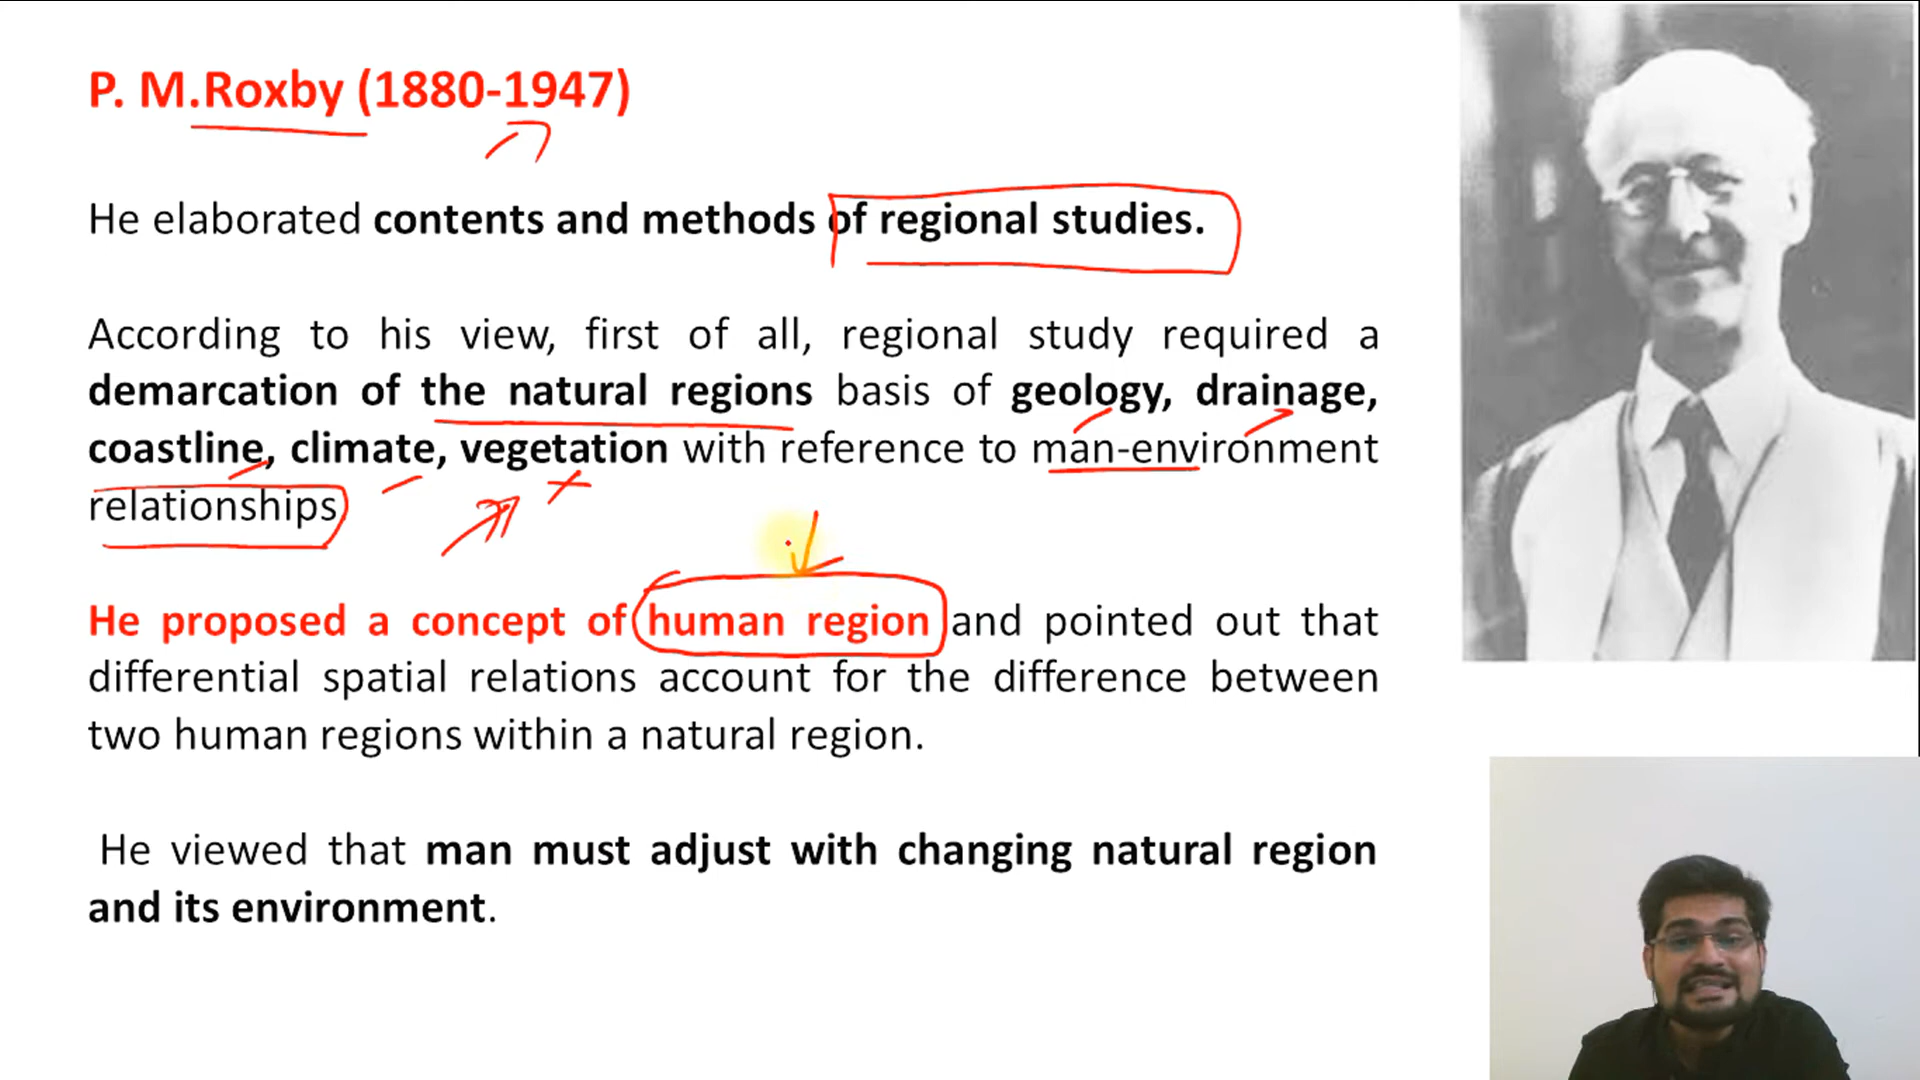 P. M.Roxby (1880-1947)
He elaborated contents and methods of regional studies.
According to his view, first of all, regional study required a
demarcation of the natural regions basis of geology, drainage,
coastline, climate, vegetation with reference to man-environment
relationships
He proposed a concept of human region and pointed out that
differential spatial relations account for the difference between
two human regions within a natural region.
He viewed that man must adjust with changing natural region
and its environment.